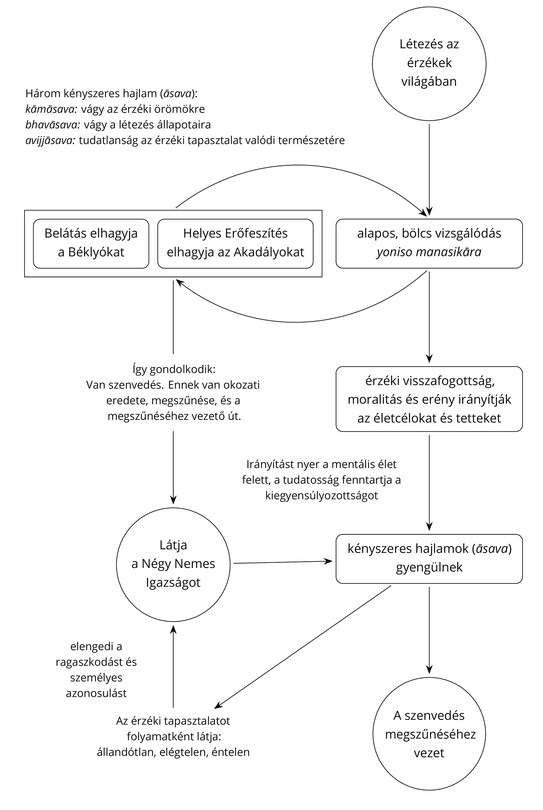 Létezés az
érzékek
világában
Három kényszeres hajlam (āsava):
kāmāsava: vágy az érzéki örömökre
bhavāsava: vágy a létezés állapotaira
avijjāsava: tudatlanság az érzéki tapasztalat valódi természetére
Belátás elhagyja
a Béklyókat
Helyes Erőfeszítés
elhagyja az Akadályokat
alapos, bölcs vizsgálódás
yoniso manasikāra
Így gondolkodik:
Van szenvedés. Ennek van okozati
eredete, megszűnése, és a
megszűnéséhez vezető út.
érzéki visszafogottság,
moralitás és erény irányítják
az életcélokat és tetteket
Irányítást nyer a mentális élet
felett, a tudatosság fenntartja a
kiegyensúlyozottságot
Látja
a Négy Nemes
Igazságot
kényszeres hajlamok (āsava)
gyengülnek
elengedi a
ragaszkodást és
személyes
azonosulást
Az érzéki tapasztalatot
folyamatként látja:
állandótlan, elégtelen, éntelen
A szenvedés
megszűnéséhez
vezet